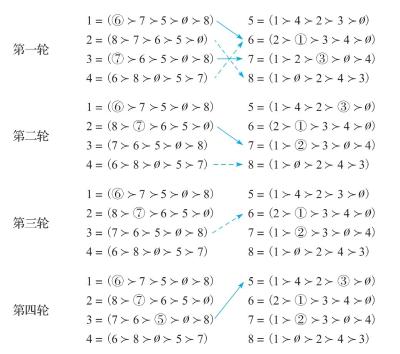 第一轮
1 = (⑥ ≻ 7 ≻ 5 ≻ ø ≻ 8) 5 = (1 ≻ 4 ≻ 2 ≻ 3 ≻ ø)
2 = (8 ≻ 7 ≻ 6 ≻ 5 ≻ ø) 6 = (2 ≻ ① ≻ 3 ≻ 4 ≻ ø)
3 = (⑦ ≻ 6 ≻ 5 ≻ ø ≻ 8) 7 = (1 ≻ 2 ≻ ③ ≻ ø ≻ 4)
4 = (6 ≻ 8 ≻ ø ≻ 5 ≻ 7) 8 = (1 ≻ ø ≻ 2 ≻ 4 ≻ 3)
第二轮
1 = (⑥ ≻ 7 ≻ 5 ≻ ø ≻ 8) 5 = (1 ≻ 4 ≻ 2 ≻ ③ ≻ ø)
2 = (8 ≻ ⑦ ≻ 6 ≻ 5 ≻ ø) 6 = (2 ≻ ① ≻ 3 ≻ 4 ≻ ø)
3 = (7 ≻ 6 ≻ 5 ≻ ø ≻ 8) 7 = (1 ≻ ② ≻ 3 ≻ ø ≻ 4)
4 = (6 ≻ 8 ≻ ø ≻ 5 ≻ 7) 8 = (1 ≻ ø ≻ 2 ≻ 4 ≻ 3)
第三轮
1 = (⑥ ≻ 7 ≻ 5 ≻ ø ≻ 8) 5 = (1 ≻ 4 ≻ 2 ≻ 3 ≻ ø)
2 = (8 ≻ ⑦ ≻ 6 ≻ 5 ≻ ø) 6 = (2 ≻ ① ≻ 3 ≻ 4 ≻ ø)
3 = (7 ≻ 6 ≻ 5 ≻ ø ≻ 8) 7 = (1 ≻ ② ≻ 3 ≻ ø ≻ 4)
4 = (6 ≻ 8 ≻ ø ≻ 5 ≻ 7) 8 = (1 ≻ ø ≻ 2 ≻ 4 ≻ 3)
第四轮
1 = (⑥ ≻ 7 ≻ 5 ≻ ø ≻ 8) 5 = (1 ≻ 4 ≻ 2 ≻ ③ ≻ ø)
2 = (8 ≻ ⑦ ≻ 6 ≻ 5 ≻ ø) 6 = (2 ≻ ① ≻ 3 ≻ 4 ≻ ø)
3 = (7 ≻ 6 ≻ ⑤ ≻ ø ≻ 8) 7 = (1 ≻ ② ≻ 3 ≻ ø ≻ 4)
4 = (6 ≻ 8 ≻ ø ≻ 5 ≻ 7) 8 = (1 ≻ ø ≻ 2 ≻ 4 ≻ 3)